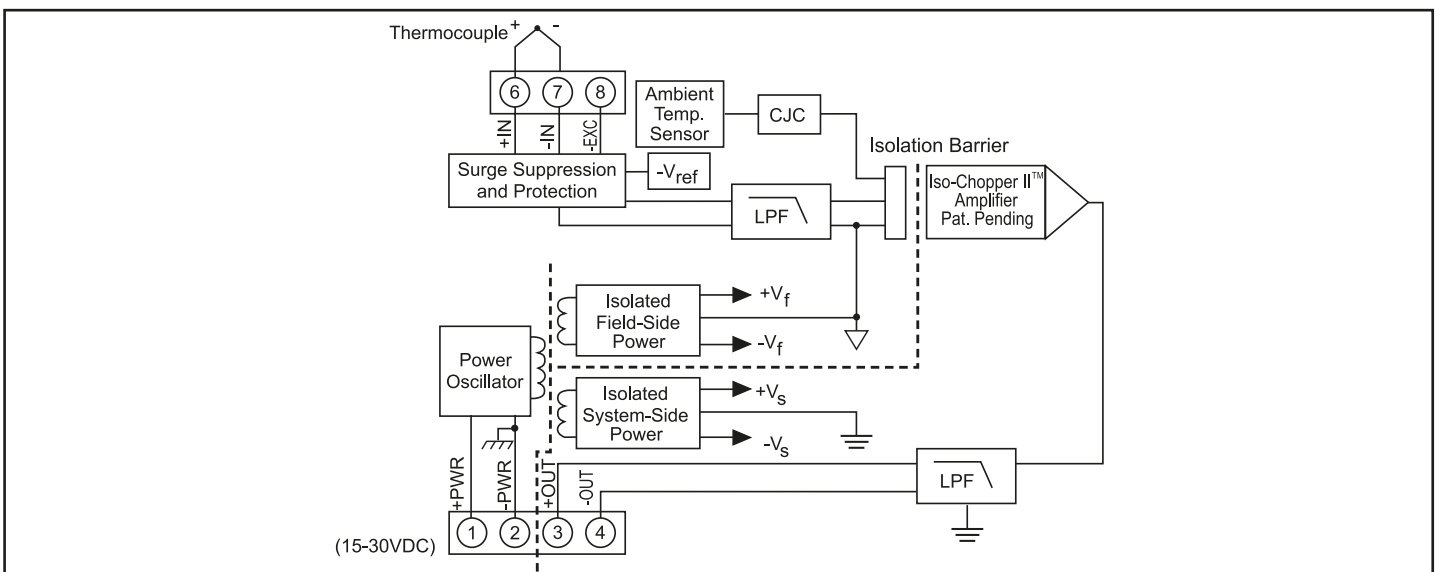 Thermocouple + -
6 7 8
+IN -IN -EXC
Ambient
Temp.
Sensor
CJC
Isolation Barrier
Surge Suppression
and Protection
-Vref
LPF
Iso-Chopper II™
Amplifier
Pat. Pending
Isolated
Field-Side
Power
+Vf
-Vf
Power
Oscillator
Isolated
System-Side
Power
+Vs
-Vs
+PWR -PWR +OUT -OUT
LPF
(15-30VDC) 1 2 3 4